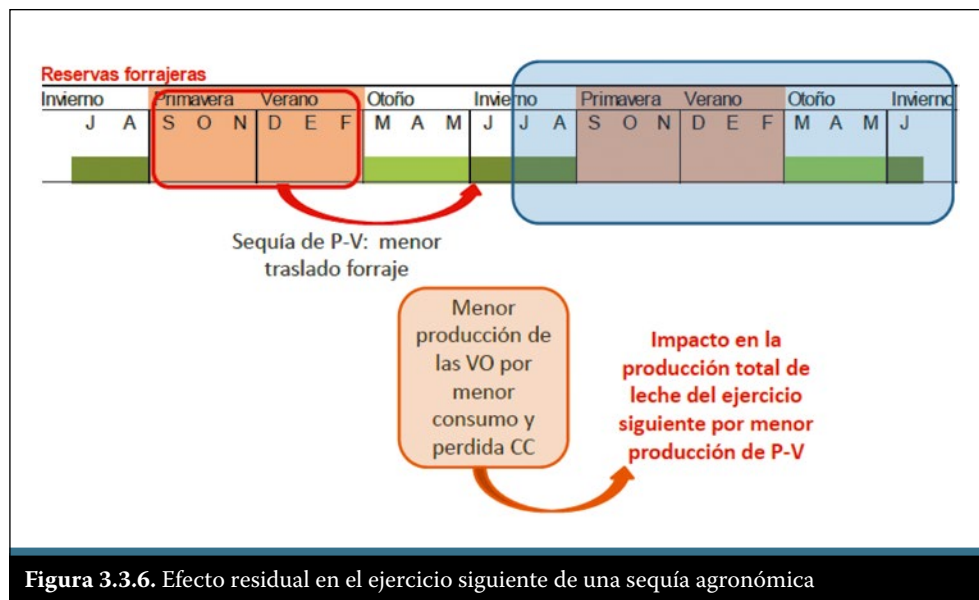 Reservas forrajeras
Invierno Primavera Verano Otoño Invierno Primavera Verano Otoño Invierno
J A S O N D E F M A M J J A S O N D E F M A M J
Sequía de P-V: menor
traslado forraje
Menor
producción de
las VO por
menor
consumo y
perdida CC
Impacto en la
producción total de
leche del ejercicio
siguiente por menor
producción de P-V
Figura 3.3.6. Efecto residual en el ejercicio siguiente de una sequía agronómica